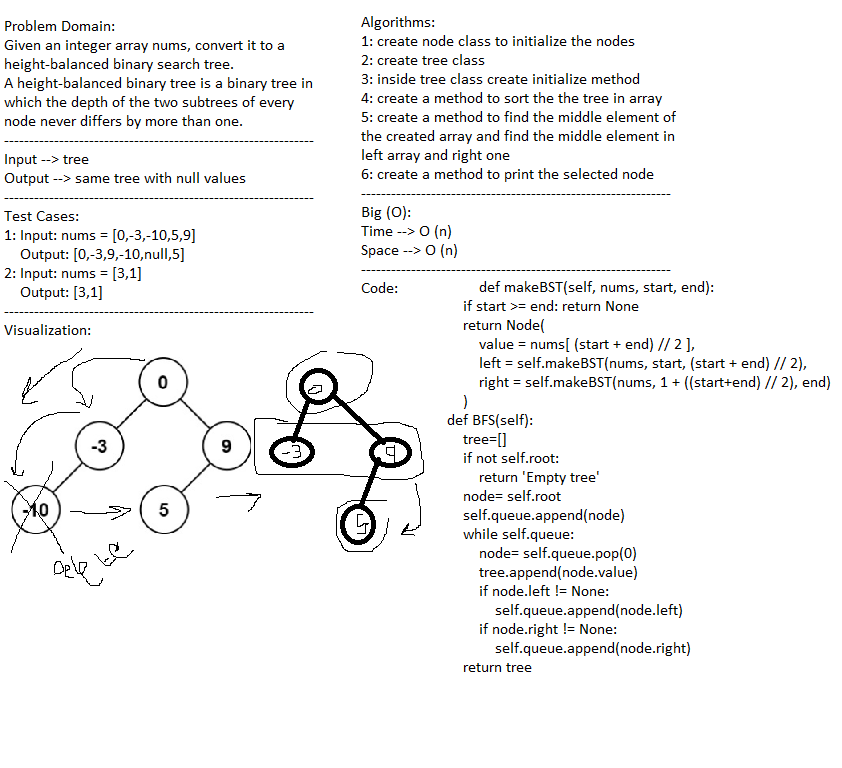 Problem Domain:
Given an integer array nums, convert it to a
height-balanced binary search tree.
A height-balanced binary tree is a binary tree in
which the depth of the two subtrees of every
node never differs by more than one.
--------------------------------------------------------------
Input --> tree
Output --> same tree with null values
--------------------------------------------------------------
Test Cases:
1: Input: nums = [0,-3,-10,5,9]
Output: [0,-3,9,-10,null,5]
2: Input: nums = [3,1]
Output: [3,1]
--------------------------------------------------------------
Visualization:
0
-3
9
-10
5
Delete
0
-3
9
5
Algorithms:
1: create node class to initialize the nodes
2: create tree class
3: inside tree class create initialize method
4: create a method to sort the the tree in array
5: create a method to find the middle element of
the created array and find the middle element in
left array and right one
6: create a method to print the selected node
--------------------------------------------------------------
Big (O):
Time --> O (n)
Space --> O (n)
--------------------------------------------------------------
Code:
def makeBST(self, nums, start, end):
if start >= end: return None
return Node(
value = nums[ (start + end) // 2 ],
left = self.makeBST(nums, start, (start + end) // 2),
right = self.makeBST(nums, 1 + ((start+end) // 2), end)
)
def BFS(self):
tree=[]
if not self.root:
return 'Empty tree'
node= self.root
self.queue.append(node)
while self.queue:
node= self.queue.pop(0)
tree.append(node.value)
if node.left != None:
self.queue.append(node.left)
if node.right != None:
self.queue.append(node.right)
return tree